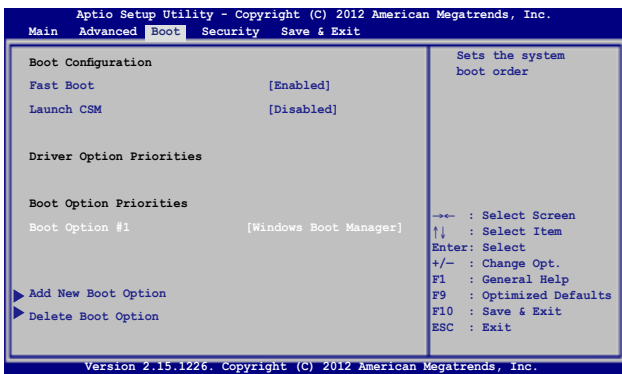 Aptio Setup Utility - Copyright (C) 2012 American Megatrends, Inc.
Main Advanced Boot Security Save & Exit
Boot Configuration
Fast Boot [Enabled]
Launch CSM [Disabled]
Driver Option Priorities
Boot Option Priorities
Boot Option #1 [Windows Boot Manager]
Add New Boot Option
Delete Boot Option
Sets the system
boot order
→← : Select Screen
↑↓ : Select Item
Enter: Select
+/— : Change Opt.
F1 : General Help
F9 : Optimized Defaults
F10 : Save & Exit
ESC : Exit
Version 2.15.1226. Copyright (C) 2012 American Megatrends, Inc.